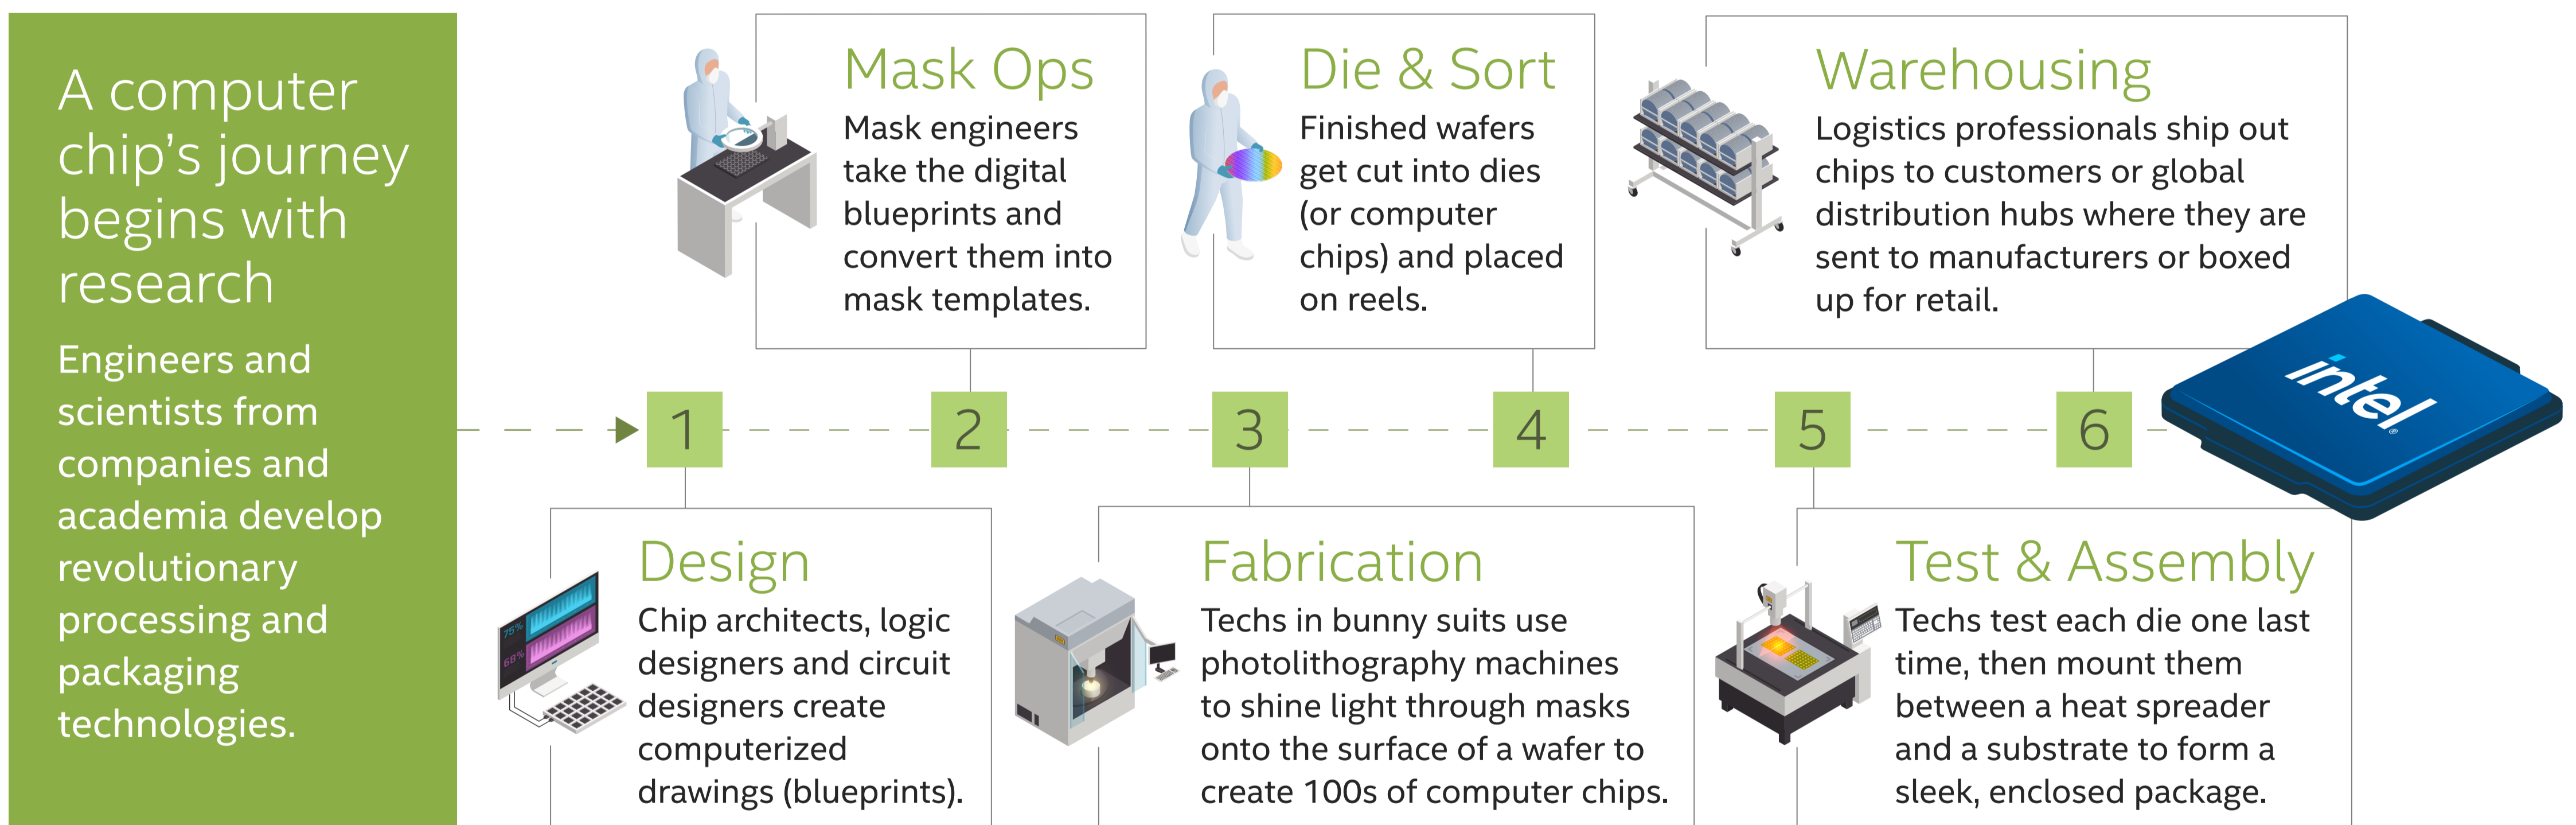 A computer
chip’s journey
begins with
research
Engineers and
scientists from
companies and
academia develop
revolutionary
processing and
packaging
technologies.
1
Design
Chip architects, logic
designers and circuit
designers create
computerized
drawings (blueprints).
75%
68%
2
Mask Ops
Mask engineers
take the digital
blueprints and
convert them into
mask templates.
3
Fabrication
Techs in bunny suits use
photolithography machines
to shine light through masks
onto the surface of a wafer to
create 100s of computer chips.
4
Die & Sort
Finished wafers
get cut into dies
(or computer
chips) and placed
on reels.
5
Test & Assembly
Techs test each die one last
time, then mount them
between a heat spreader
and a substrate to form a
sleek, enclosed package.
6
Warehousing
Logistics professionals ship out
chips to customers or global
distribution hubs where they are
sent to manufacturers or boxed
up for retail.
intel®